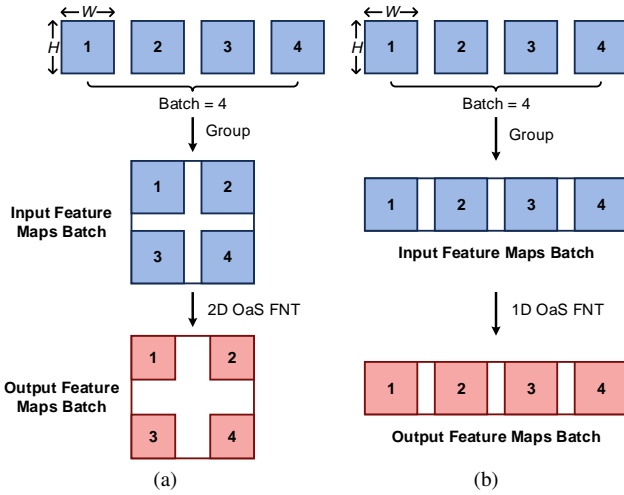 W
H
1 2 3 4
Batch = 4
Group
1 2
3 4
Input Feature
Maps Batch
2D OaS FNT
1 2
3 4
Output Feature
Maps Batch
(a)
W
H
1 2 3 4
Batch = 4
Group
1 2 3 4
Input Feature Maps Batch
1D OaS FNT
1 2 3 4
Output Feature Maps Batch
(b)